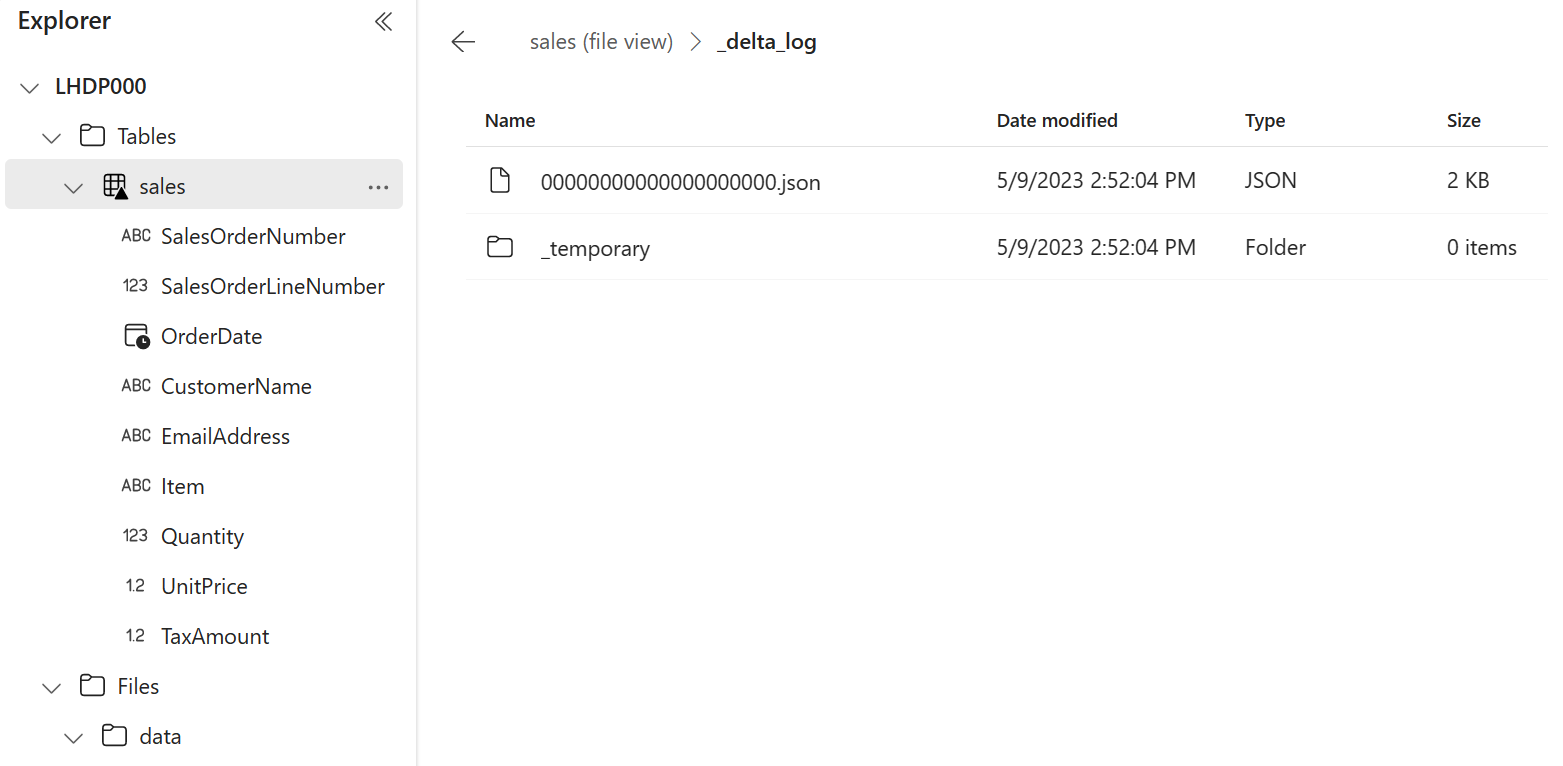 Explorer
LHDP000
Tables
sales
ABC SalesOrderNumber
123 SalesOrderLineNumber
OrderDate
ABC CustomerName
ABC EmailAddress
ABC Item
123 Quantity
1.2 UnitPrice
1.2 TaxAmount
Files
data
sales (file view) > _delta_log
Name Date modified Type Size
00000000000000000000.json 5/9/2023 2:52:04 PM JSON 2 KB
_temporary 5/9/2023 2:52:04 PM Folder 0 items